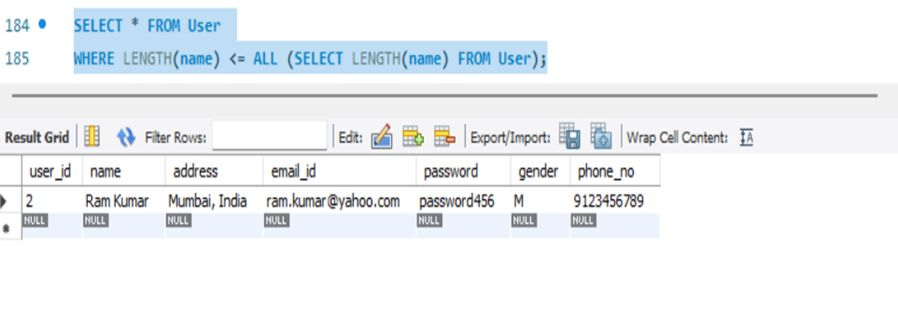 184 SELECT * FROM User
185 WHERE LENGTH(name) <= ALL (SELECT LENGTH(name) FROM User);
Result Grid Filter Rows: Edit: Export/Import: Wrap Cell Content: IA
user_id name address email_id password gender phone_no
2 Ram Kumar Mumbai, India ram.kumar@yahoo.com password456 M 9123456789
NULL NULL NULL NULL NULL NULL NULL